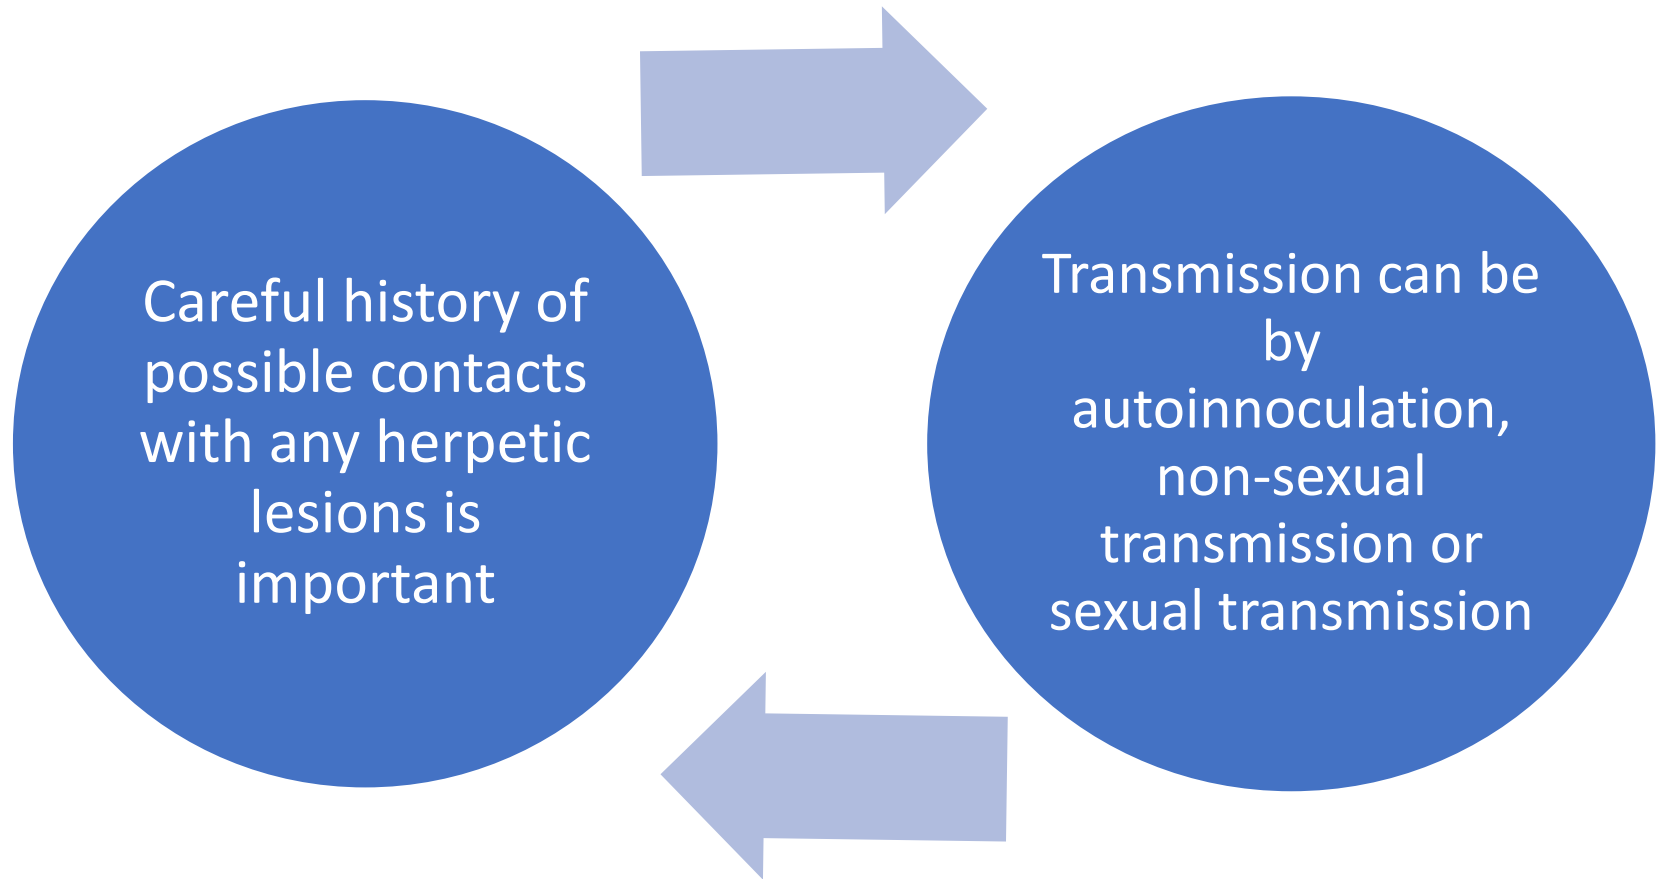 Careful history of
possible contacts
with any herpetic
lesions is
important
Transmission can be
by
autoinnoculation,
non-sexual
transmission or
sexual transmission